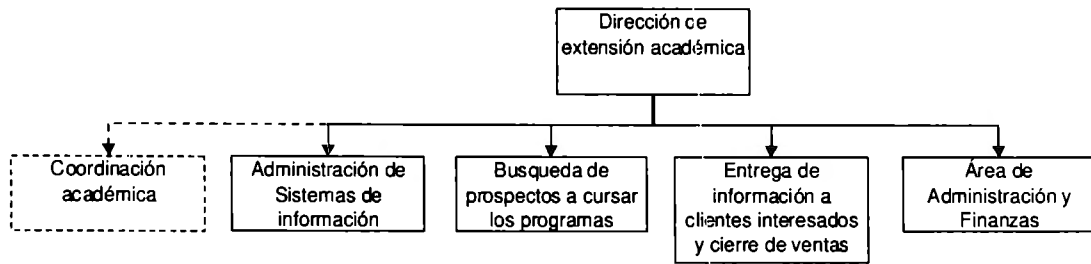 Dirección de
extensión académica
Coordinación
académica
Administración de
Sistemas de
información
Busqueda de
prospectos a cursar
los programas
Entrega de
información a
clientes interesados
y cierre de ventas
Área de
Administración y
Finanzas